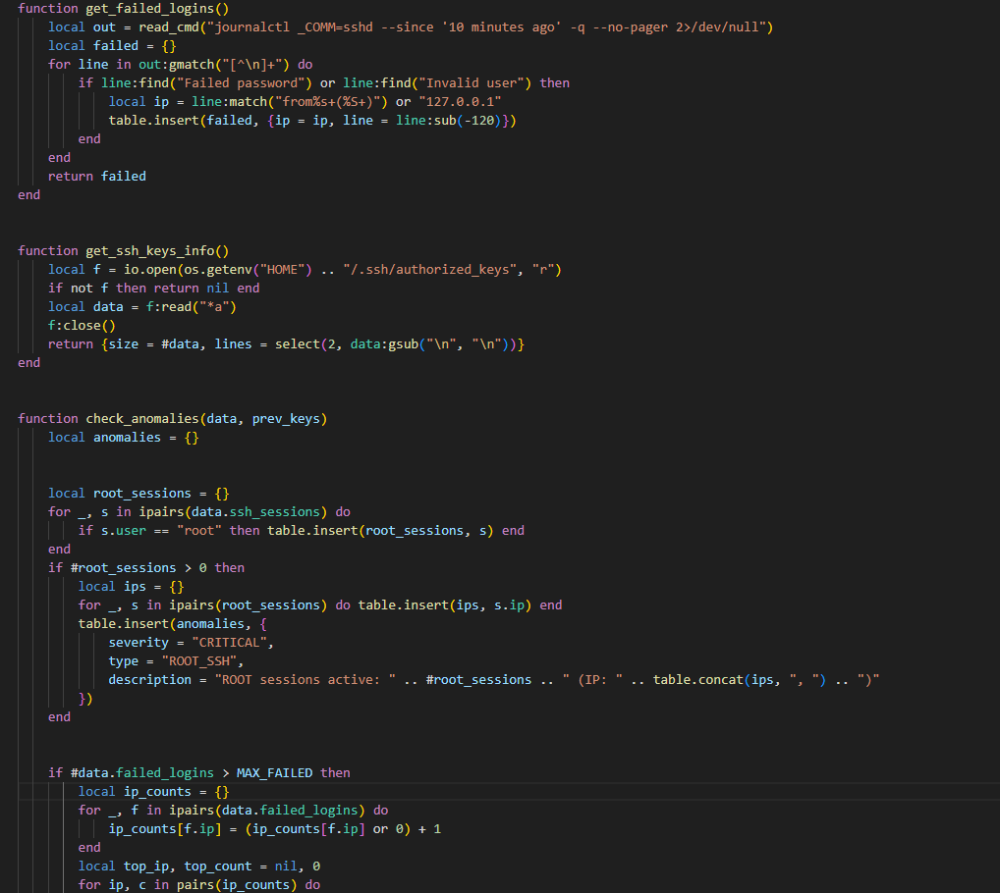 function get_failed_logins()
    local out = read_cmd("journalctl _COMM=sshd --since '10 minutes ago' -q --no-pager 2>/dev/null")
    local failed = {}
    for line in out:gmatch("[^\n]+") do
        if line:find("Failed password") or line:find("Invalid user") then
            local ip = line:match("from%s+(%S+)") or "127.0.0.1"
            table.insert(failed, {ip = ip, line = line:sub(-120)})
        end
    end
    return failed
end
function get_ssh_keys_info()
    local f = io.open(os.getenv("HOME") .. "/.ssh/authorized_keys", "r")
    if not f then return nil end
    local data = f:read("*a")
    f:close()
    return {size = #data, lines = select(2, data:gsub("\n", "\n"))}
end
function check_anomalies(data, prev_keys)
    local anomalies = {}
    local root_sessions = {}
    for _, s in ipairs(data.ssh_sessions) do
        if s.user == "root" then table.insert(root_sessions, s) end
    end
    if #root_sessions > 0 then
        local ips = {}
        for _, s in ipairs(root_sessions) do table.insert(ips, s.ip) end
        table.insert(anomalies, {
            severity = "CRITICAL",
            type = "ROOT_SSH",
            description = "ROOT sessions active: " .. #root_sessions .. " (IP: " .. table.concat(ips, ", ") .. ")"
        })
    end
    if #data.failed_logins > MAX_FAILED then
        local ip_counts = {}
        for _, f in ipairs(data.failed_logins) do
            ip_counts[f.ip] = (ip_counts[f.ip] or 0) + 1
        end
        local top_ip, top_count = nil, 0
        for ip, c in pairs(ip_counts) do